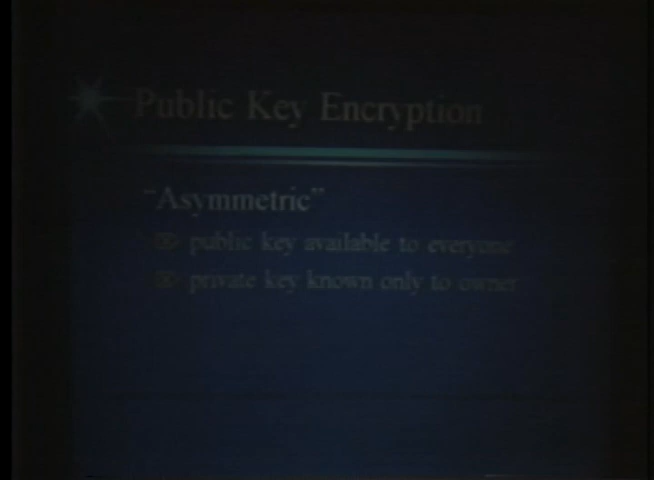 Public Key Encryption
"Asymmetric"
public key available to everyone
private key known only to owner